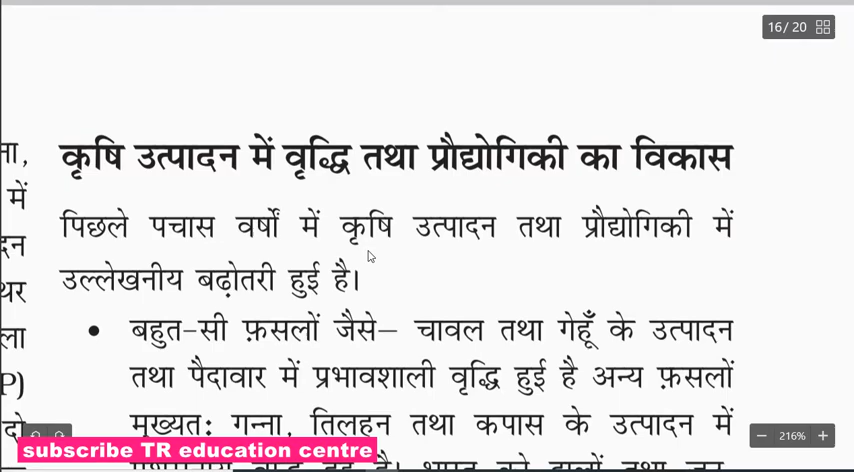 16/ 20
ना,
में
दन
थर
ला
P)
दो
कृषि उत्पादन में वृद्धि तथा प्रौद्योगिकी का विकास
पिछले पचास वर्षों में कृषि उत्पादन तथा प्रौद्योगिकी में
उल्लेखनीय बढ़ोतरी हुई है।
• बहुत-सी फ़सलों जैसे– चावल तथा गेहूँ के उत्पादन
तथा पैदावार में प्रभावशाली वृद्धि हुई है अन्य फ़सलों
मुख्यत: गन्ना, तिलहन तथा कपास के उत्पादन में
subscribe TR education centre
216%